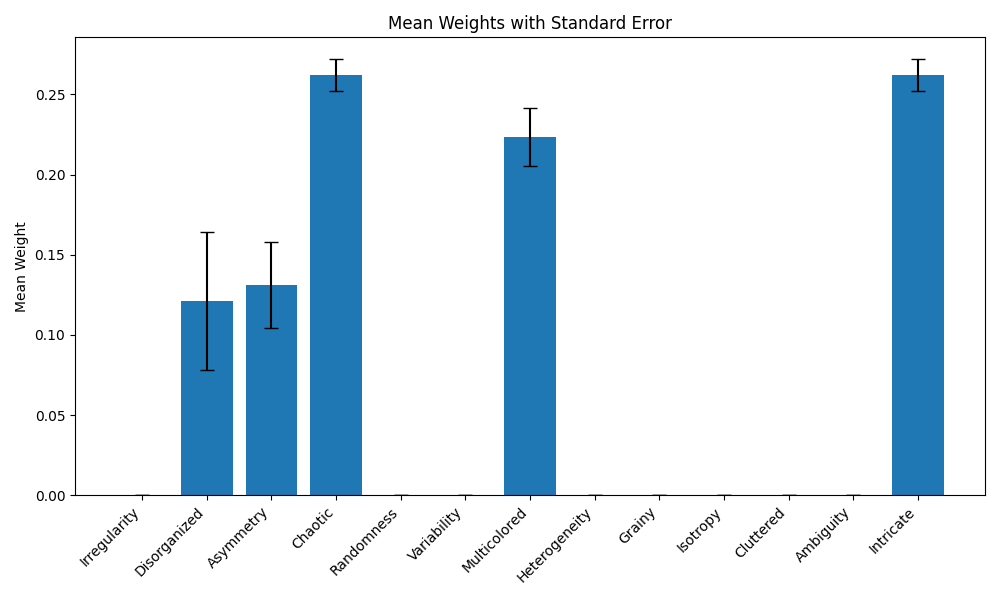 Mean Weights with Standard Error
Mean Weight
0.25
0.20
0.15
0.10
0.05
0.00
Irregularity
Disorganized
Asymmetry
Chaotic
Randomness
Variability
Multicolored
Heterogeneity
Grainy
Isotropy
Cluttered
Ambiguity
Intricate